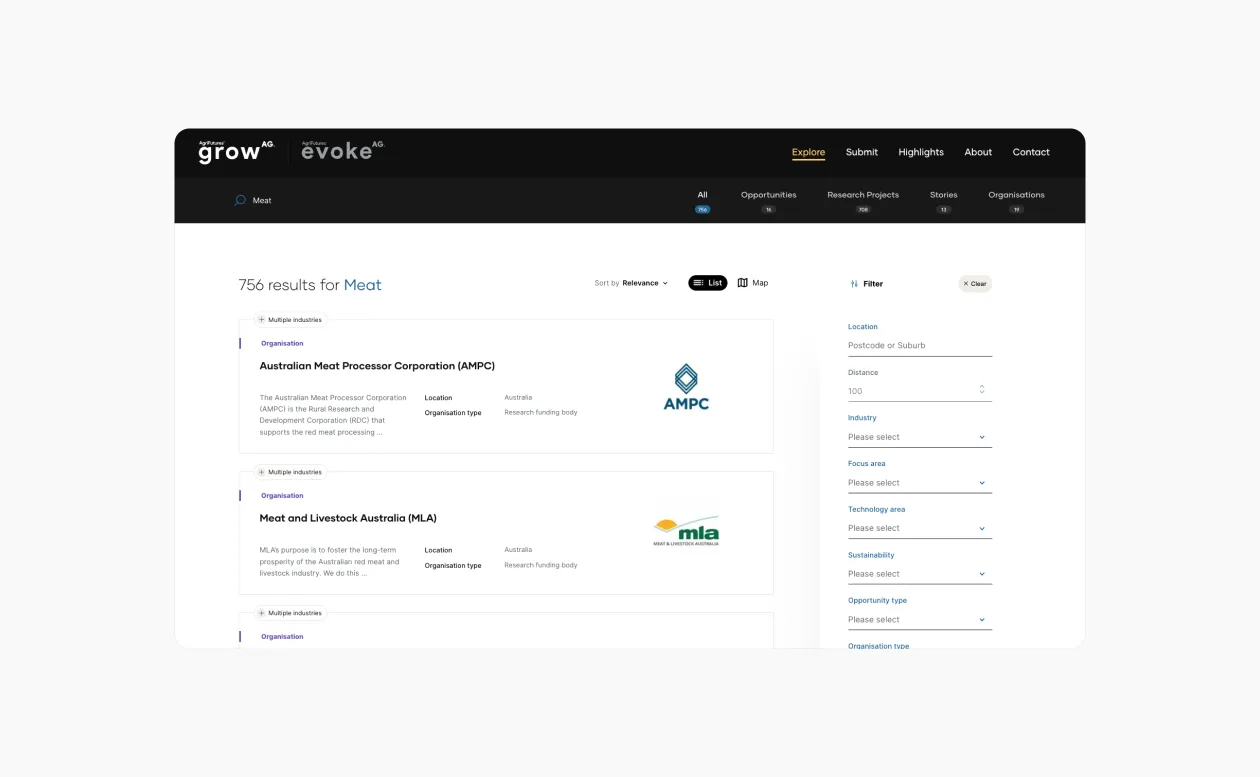 AgriFutures
grow AG.
AgriFutures
evoke AG.
Explore
Submit
Highlights
About
Contact
Meat
All
756
Opportunities
16
Research Projects
708
Stories
13
Organisations
19
756 results for Meat
Sort by Relevance
List
Map
Filter
× Clear
+ Multiple industries
Organisation
Australian Meat Processor Corporation (AMPC)
The Australian Meat Processor Corporation
(AMPC) is the Rural Research and
Development Corporation (RDC) that
supports the red meat processing ...
Location
Australia
Organisation type
Research funding body
AMPC
+ Multiple industries
Organisation
Meat and Livestock Australia (MLA)
MLA's purpose is to foster the long-term
prosperity of the Australian red meat and
livestock industry. We do this ...
Location
Australia
Organisation type
Research funding body
mla
MEAT & LIVESTOCK AUSTRALIA
+ Multiple industries
Organisation
Location
Postcode or Suburb
Distance
100
Industry
Please select
Focus area
Please select
Technology area
Please select
Sustainability
Please select
Opportunity type
Please select
Organisation type